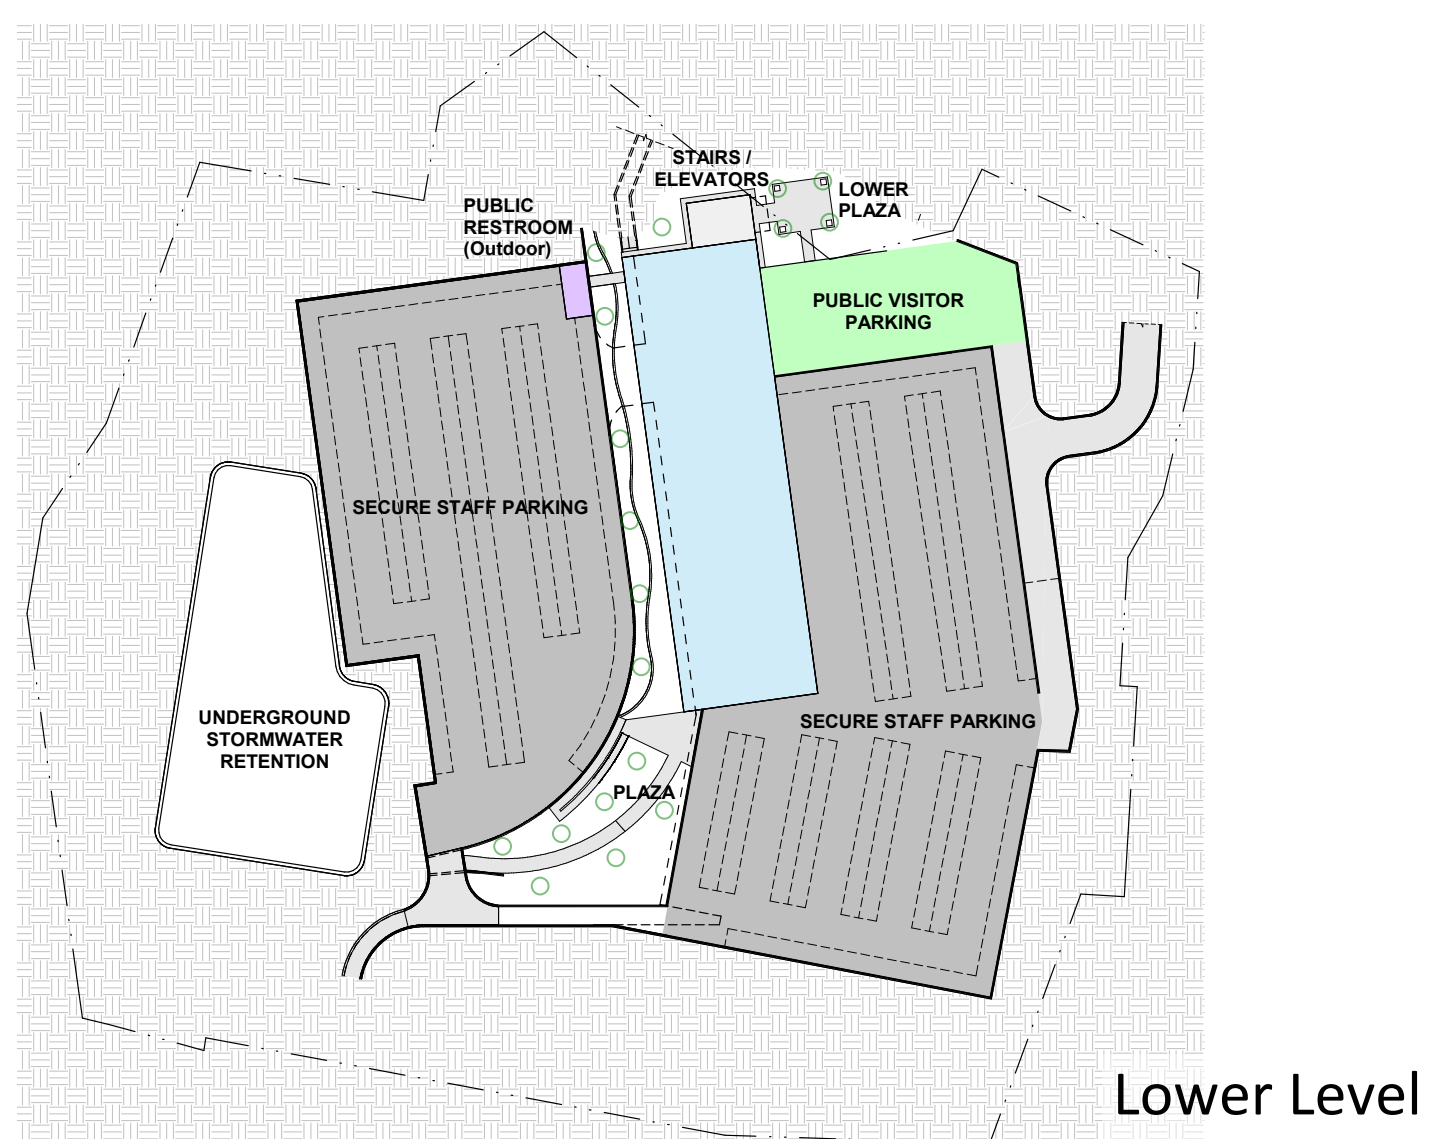 STAIRS /
ELEVATORS
LOWER
PLAZA
PUBLIC
RESTROOM
(Outdoor)
PUBLIC VISITOR
PARKING
SECURE STAFF PARKING
UNDERGROUND
STORMWATER
RETENTION
SECURE STAFF PARKING
PLAZA
Lower Level